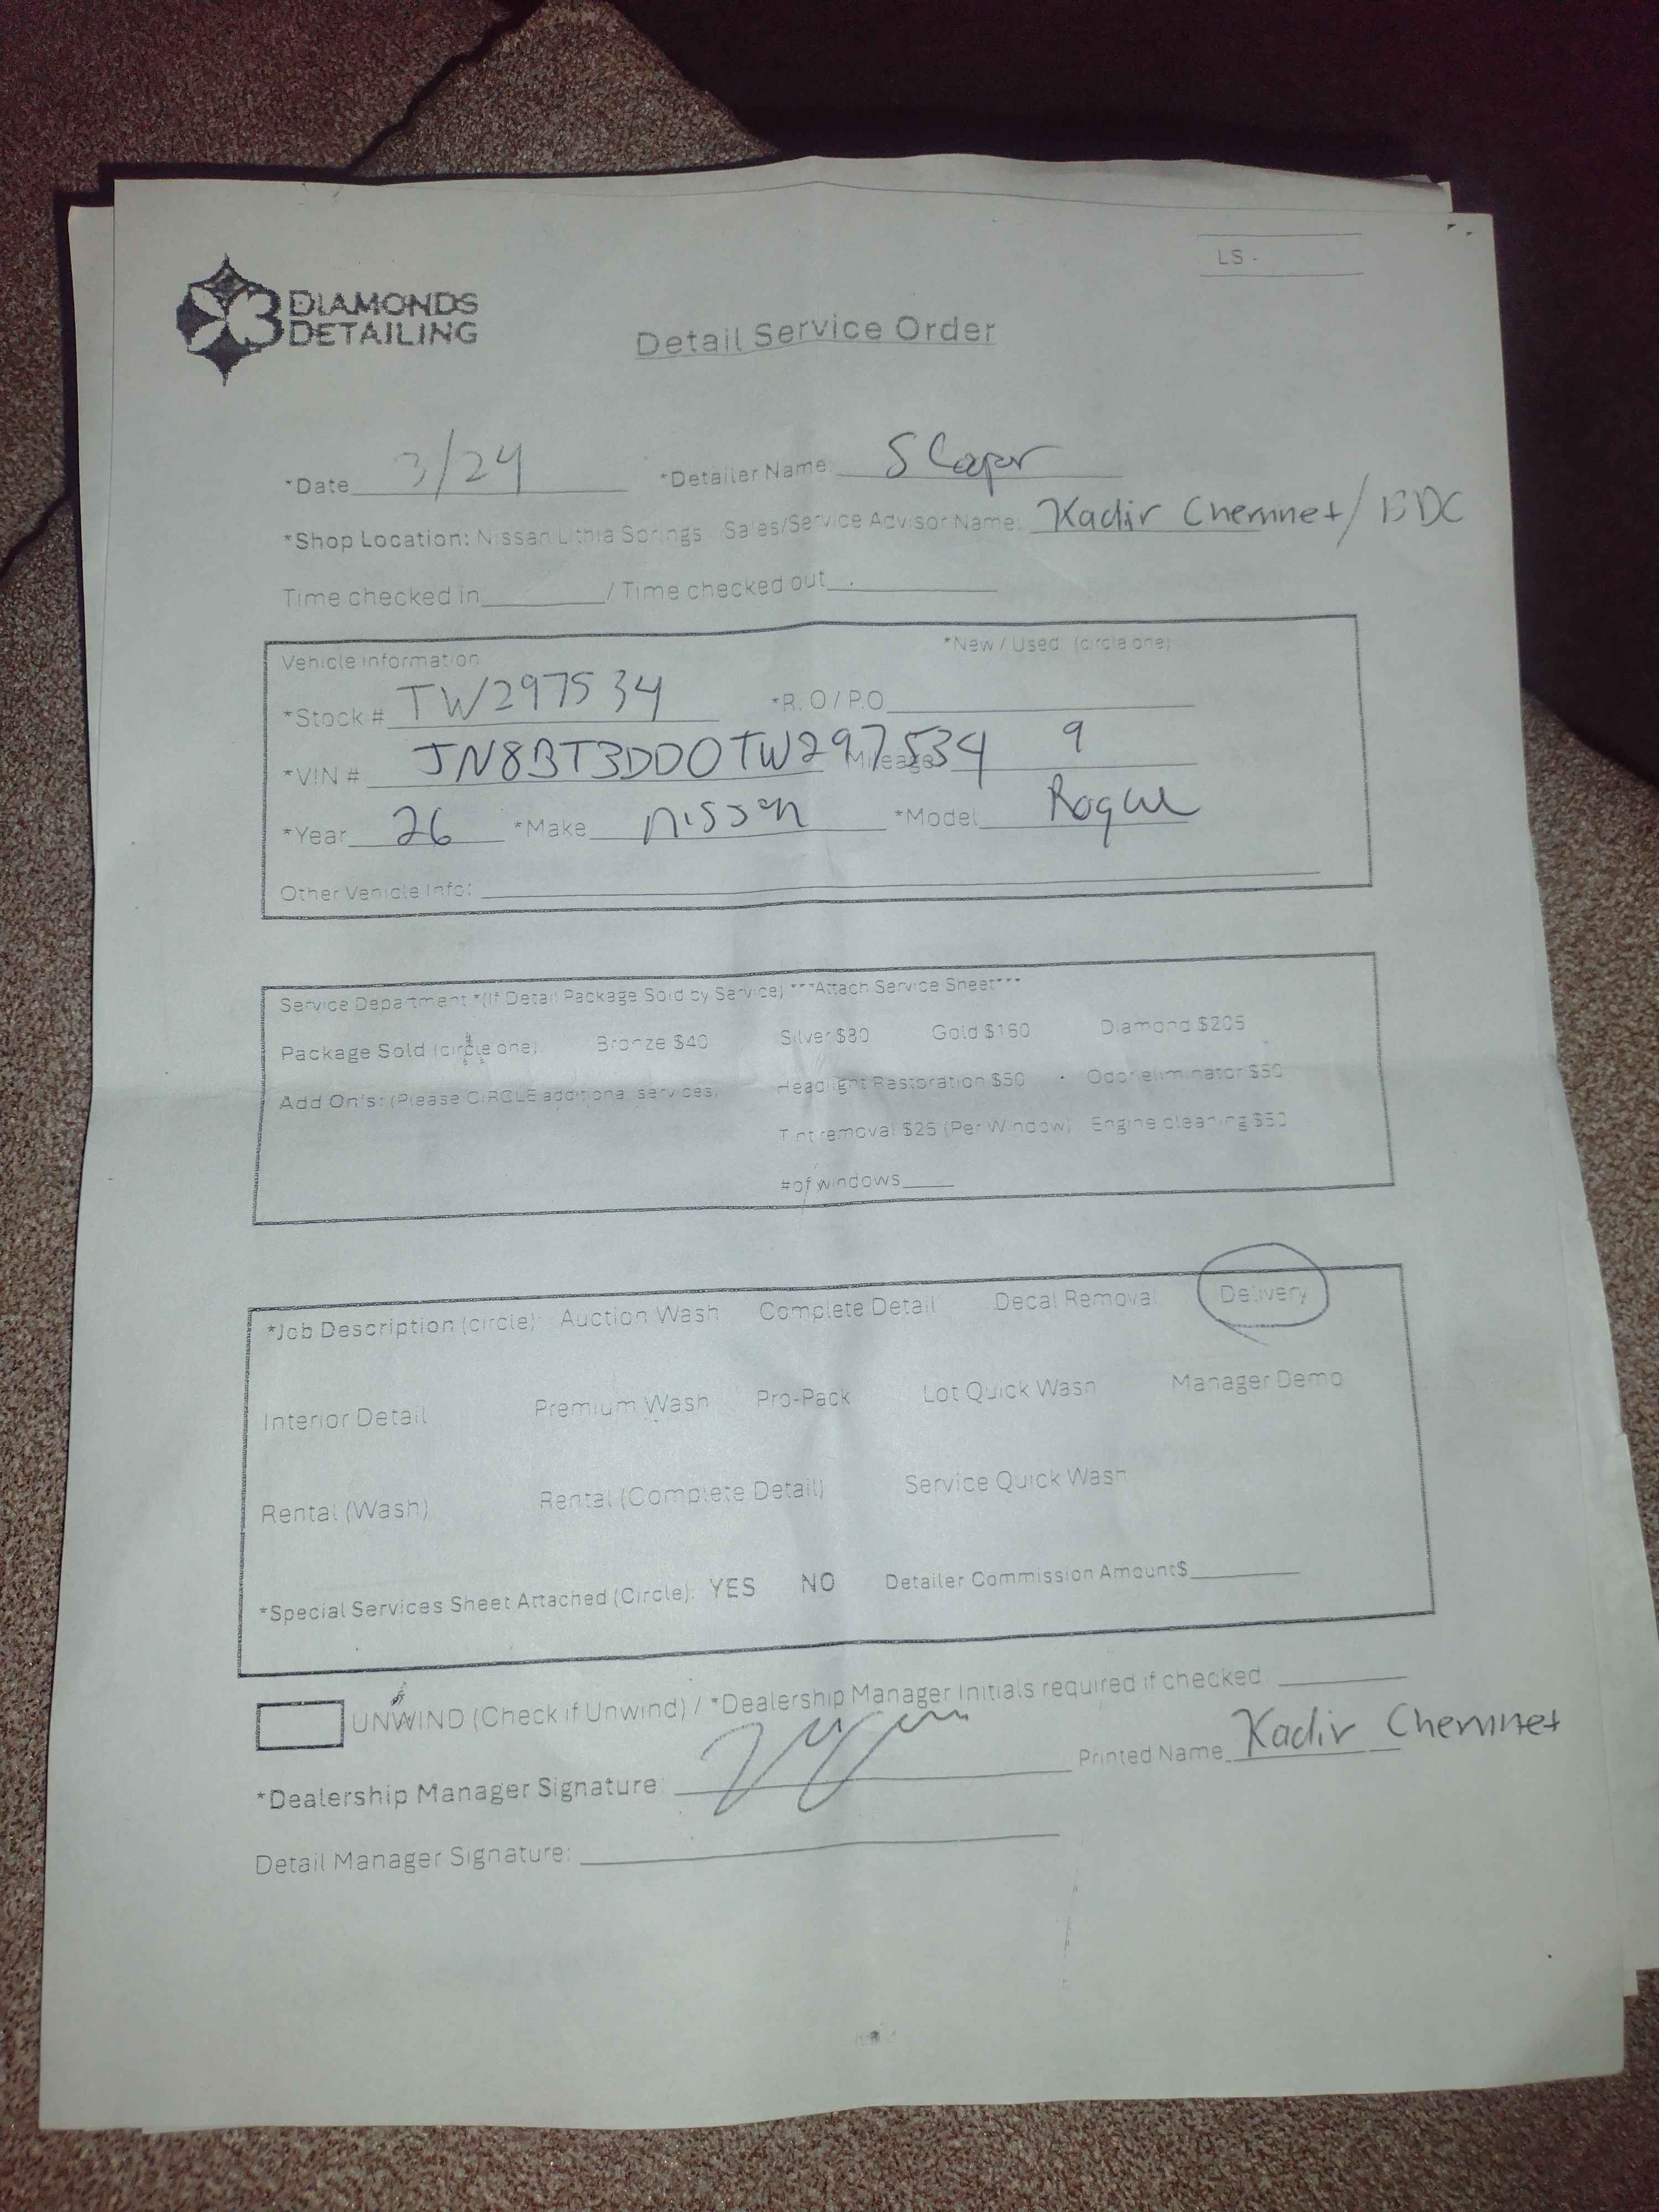 LS -
DIAMONDS
DETAILING
Detail Service Order
*Date 3/24 *Detailer Name: S
*Shop Location: Nissan Lithia Springs Sales/Service Advisor Name: Kadir Chemnet/BDC
Time checked in / Time checked out
Vehicle information *New / Used (circle one)
*Stock # TW297534 *R.O / P.O
*VIN # JN8BT3DD0TW297534 Mileage 9
*Year 26 *Make nissan *Model Rogue
Other Vehicle Info:
Service Department *(If Detail Package Sold by Service) ***Attach Service Sheet***
Package Sold (circle one) Bronze $40 Silver $80 Gold $160 Diamond $205
Add On's: (Please CIRCLE additional services) Headlight Restoration $50 Odor eliminator $50
Tint removal $25 (Per Window) Engine cleaning $50
# of windows
*Job Description (circle): Auction Wash Complete Detail Decal Removal Delivery
Interior Detail Premium Wash Pro-Pack Lot Quick Wash Manager Demo
Rental (Wash) Rental (Complete Detail) Service Quick Wash
*Special Services Sheet Attached (Circle): YES NO Detailer Commission Amount$
UNWIND (Check if Unwind) / *Dealership Manager Initials required if checked
*Dealership Manager Signature: Printed Name Kadir Chemnet
Detail Manager Signature: